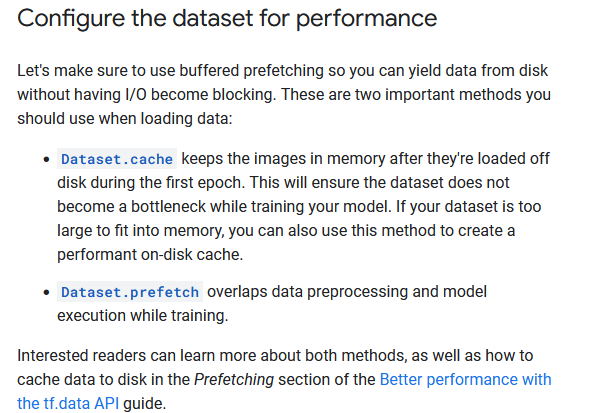 Configure the dataset for performance
Let's make sure to use buffered prefetching so you can yield data from disk
without having I/O become blocking. These are two important methods you
should use when loading data:
• Dataset.cache keeps the images in memory after they're loaded off
disk during the first epoch. This will ensure the dataset does not
become a bottleneck while training your model. If your dataset is too
large to fit into memory, you can also use this method to create a
performant on-disk cache.
• Dataset.prefetch overlaps data preprocessing and model
execution while training.
Interested readers can learn more about both methods, as well as how to
cache data to disk in the Prefetching section of the Better performance with
the tf.data API guide.